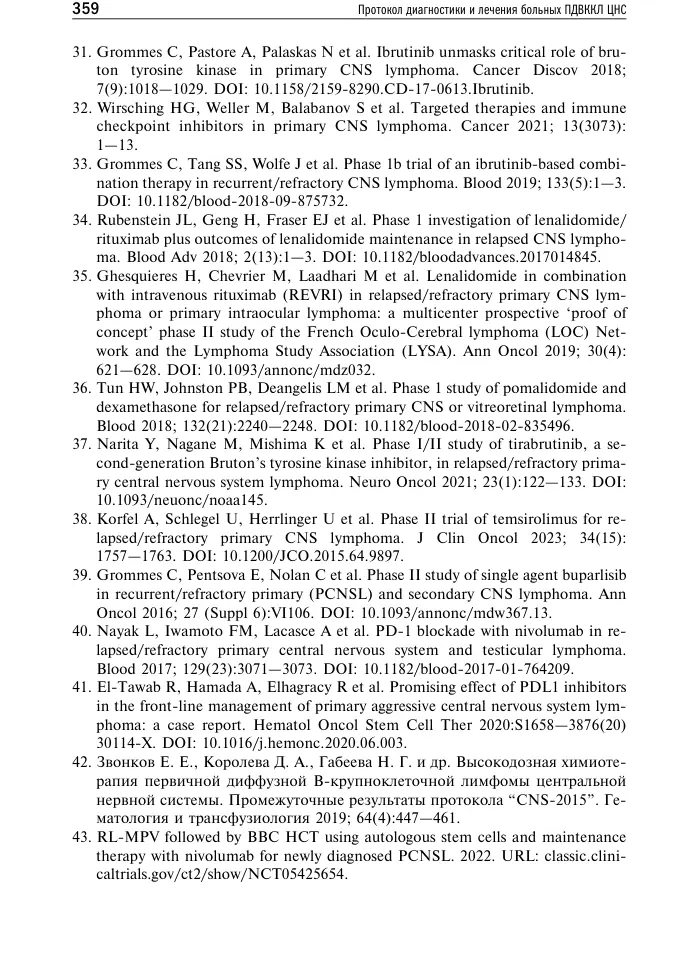 359 Протокол диагностики и лечения больных ПДВККЛ ЦНС
31. Grommes C, Pastore A, Palaskas N et al. Ibrutinib unmasks critical role of bru-
ton tyrosine kinase in primary CNS lymphoma. Cancer Discov 2018;
7(9):1018—1029. DOI: 10.1158/2159-8290.CD-17-0613.Ibrutinib.
32. Wirsching HG, Weller M, Balabanov S et al. Targeted therapies and immune
checkpoint inhibitors in primary CNS lymphoma. Cancer 2021; 13(3073):
1—13.
33. Grommes C, Tang SS, Wolfe J et al. Phase 1b trial of an ibrutinib-based combi-
nation therapy in recurrent/refractory CNS lymphoma. Blood 2019; 133(5):1—3.
DOI: 10.1182/blood-2018-09-875732.
34. Rubenstein JL, Geng H, Fraser EJ et al. Phase 1 investigation of lenalidomide/
rituximab plus outcomes of lenalidomide maintenance in relapsed CNS lympho-
ma. Blood Adv 2018; 2(13):1—3. DOI: 10.1182/bloodadvances.2017014845.
35. Ghesquieres H, Chevrier M, Laadhari M et al. Lenalidomide in combination
with intravenous rituximab (REVRI) in relapsed/refractory primary CNS lym-
phoma or primary intraocular lymphoma: a multicenter prospective ‘proof of
concept’ phase II study of the French Oculo-Cerebral lymphoma (LOC) Net-
work and the Lymphoma Study Association (LYSA). Ann Oncol 2019; 30(4):
621—628. DOI: 10.1093/annonc/mdz032.
36. Tun HW, Johnston PB, Deangelis LM et al. Phase 1 study of pomalidomide and
dexamethasone for relapsed/refractory primary CNS or vitreoretinal lymphoma.
Blood 2018; 132(21):2240—2248. DOI: 10.1182/blood-2018-02-835496.
37. Narita Y, Nagane M, Mishima K et al. Phase I/II study of tirabrutinib, a se-
cond-generation Bruton’s tyrosine kinase inhibitor, in relapsed/refractory prima-
ry central nervous system lymphoma. Neuro Oncol 2021; 23(1):122—133. DOI:
10.1093/neuonc/noaa145.
38. Korfel A, Schlegel U, Herrlinger U et al. Phase II trial of temsirolimus for re-
lapsed/refractory primary CNS lymphoma. J Clin Oncol 2023; 34(15):
1757—1763. DOI: 10.1200/JCO.2015.64.9897.
39. Grommes C, Pentsova E, Nolan C et al. Phase II study of single agent buparlisib
in recurrent/refractory primary (PCNSL) and secondary CNS lymphoma. Ann
Oncol 2016; 27 (Suppl 6):VI106. DOI: 10.1093/annonc/mdw367.13.
40. Nayak L, Iwamoto FM, Lacasce A et al. PD-1 blockade with nivolumab in re-
lapsed/refractory primary central nervous system and testicular lymphoma.
Blood 2017; 129(23):3071—3073. DOI: 10.1182/blood-2017-01-764209.
41. El-Tawab R, Hamada A, Elhagracy R et al. Promising effect of PDL1 inhibitors
in the front-line management of primary aggressive central nervous system lym-
phoma: a case report. Hematol Oncol Stem Cell Ther 2020:S1658—3876(20)
30114-X. DOI: 10.1016/j.hemonc.2020.06.003.
42. Звонков Е. Е., Королева Д. А., Габеева Н. Г. и др. Высокодозная химиоте-
рапия первичной диффузной В-крупноклеточной лимфомы центральной
нервной системы. Промежуточные результаты протокола “CNS-2015”. Ге-
матология и трансфузиология 2019; 64(4):447—461.
43. RL-MPV followed by BBC HCT using autologous stem cells and maintenance
therapy with nivolumab for newly diagnosed PCNSL. 2022. URL: classic.clini-
caltrials.gov/ct2/show/NCT05425654.